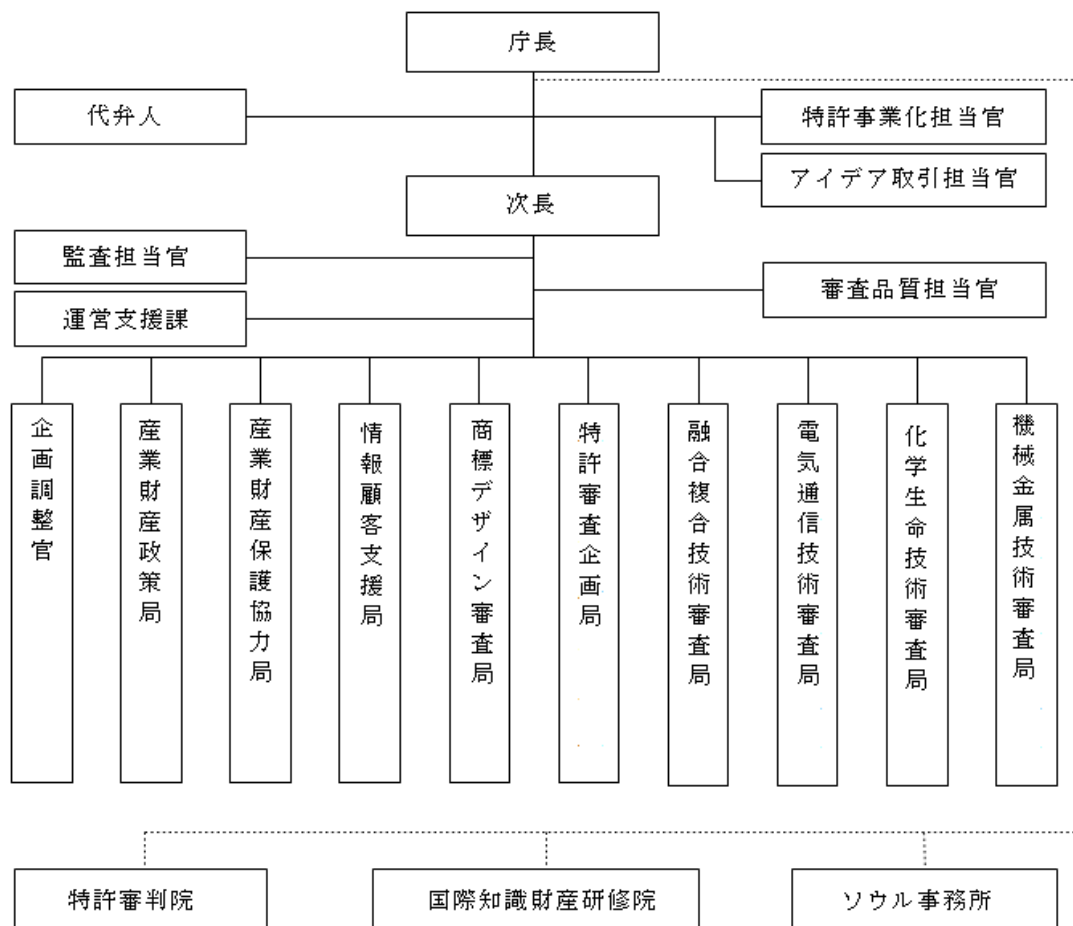 庁長
代弁人
特許事業化担当官
アイデア取引担当官
次長
監査担当官
審査品質担当官
運営支援課
企画調整官
産業財産政策局
産業財産保護協力局
情報顧客支援局
商標デザイン審査局
特許審査企画局
融合複合技術審査局
電気通信技術審査局
化学生命技術審査局
機械金属技術審査局
特許審判院
国際知識財産研修院
ソウル事務所